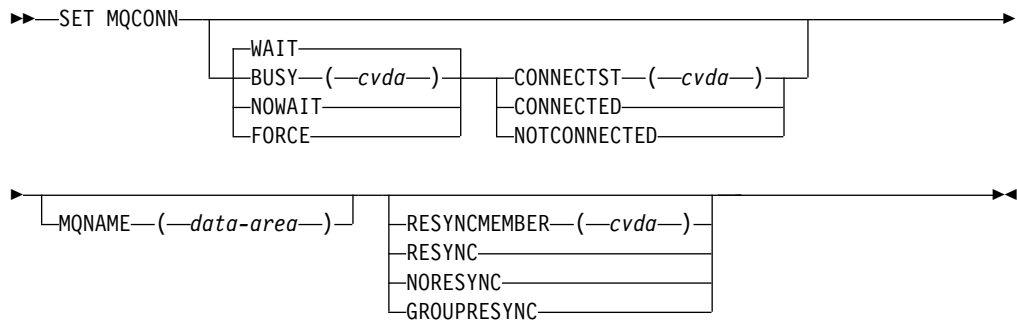 SET MQCONN
WAIT
BUSY ( cvda ) CONNECTST ( cvda )
NOWAIT CONNECTED
FORCE NOTCONNECTED
MQNAME ( data-area ) RESYNCMEMBER ( cvda )
RESYNC
NORESYNC
GROUPRESYNC